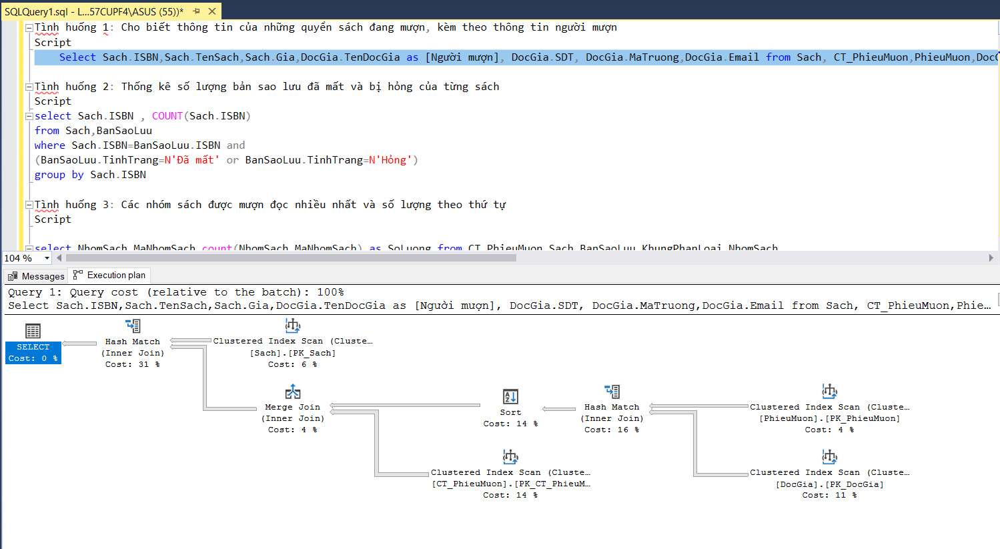 SQLQuery1.sql - L...57CUPF4\ASUS (55))*
Tình huống 1: Cho biết thông tin của những quyển sách đang mượn, kèm theo thông tin người mượn
Script
Select Sach.ISBN,Sach.TenSach,Sach.Gia,DocGia.TenDocGia as [Người mượn], DocGia.SDT, DocGia.MaTruong,DocGia.Email from Sach, CT_PhieuMuon,PhieuMuon,Doc
Tình huống 2: Thống kê số lượng bản sao lưu đã mất và bị hỏng của từng sách
Script
select Sach.ISBN , COUNT(Sach.ISBN)
from Sach,BanSaoLuu
where Sach.ISBN=BanSaoLuu.ISBN and
(BanSaoLuu.TinhTrang=N'Đã mất' or BanSaoLuu.TinhTrang=N'Hỏng')
group by Sach.ISBN
Tình huống 3: Các nhóm sách được mượn đọc nhiều nhất và số lượng theo thứ tự
Script
select NhomSach.MaNhomSach,count(NhomSach.MaNhomSach) as SoLuong from CT_PhieuMuon,Sach,BanSaoLuu,KhungPhanLoai,NhomSach
104 %
Messages Execution plan
Query 1: Query cost (relative to the batch): 100%
Select Sach.ISBN,Sach.TenSach,Sach.Gia,DocGia.TenDocGia as [Người mượn], DocGia.SDT, DocGia.MaTruong,DocGia.Email from Sach, CT_PhieuMuon,Phie…
SELECT
Cost: 0 %
Hash Match
(Inner Join)
Cost: 31 %
Clustered Index Scan (Cluste…
[Sach].[PK_Sach]
Cost: 6 %
Merge Join
(Inner Join)
Cost: 4 %
Sort
Cost: 14 %
Hash Match
(Inner Join)
Cost: 16 %
Clustered Index Scan (Cluste…
[PhieuMuon].[PK_PhieuMuon]
Cost: 4 %
Clustered Index Scan (Cluste…
[CT_PhieuMuon].[PK_CT_PhieuM…
Cost: 14 %
Clustered Index Scan (Cluste…
[DocGia].[PK_DocGia]
Cost: 11 %